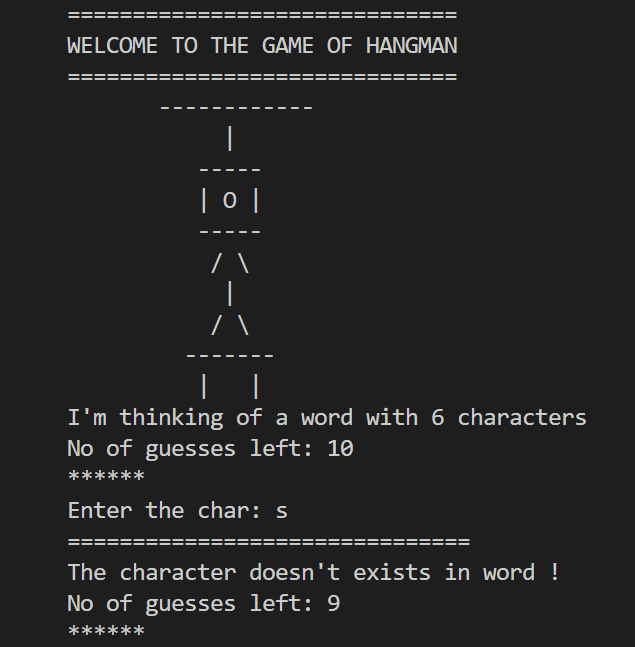 ==============================
WELCOME TO THE GAME OF HANGMAN
==============================
       ------------
            |
          -----
          | O |
          -----
           / \
            |
           / \
         -------
          |   |
I'm thinking of a word with 6 characters
No of guesses left: 10
******
Enter the char: s
===============================
The character doesn't exists in word !
No of guesses left: 9
******